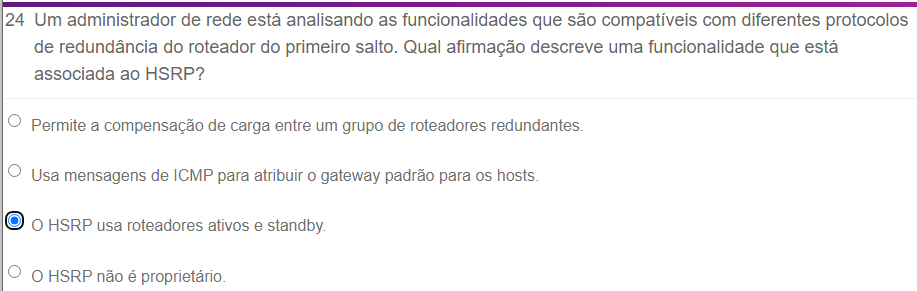 24 Um administrador de rede está analisando as funcionalidades que são compatíveis com diferentes protocolos
de redundância do roteador do primeiro salto. Qual afirmação descreve uma funcionalidade que está
associada ao HSRP?
Permite a compensação de carga entre um grupo de roteadores redundantes.
Usa mensagens de ICMP para atribuir o gateway padrão para os hosts.
O HSRP usa roteadores ativos e standby.
O HSRP não é proprietário.